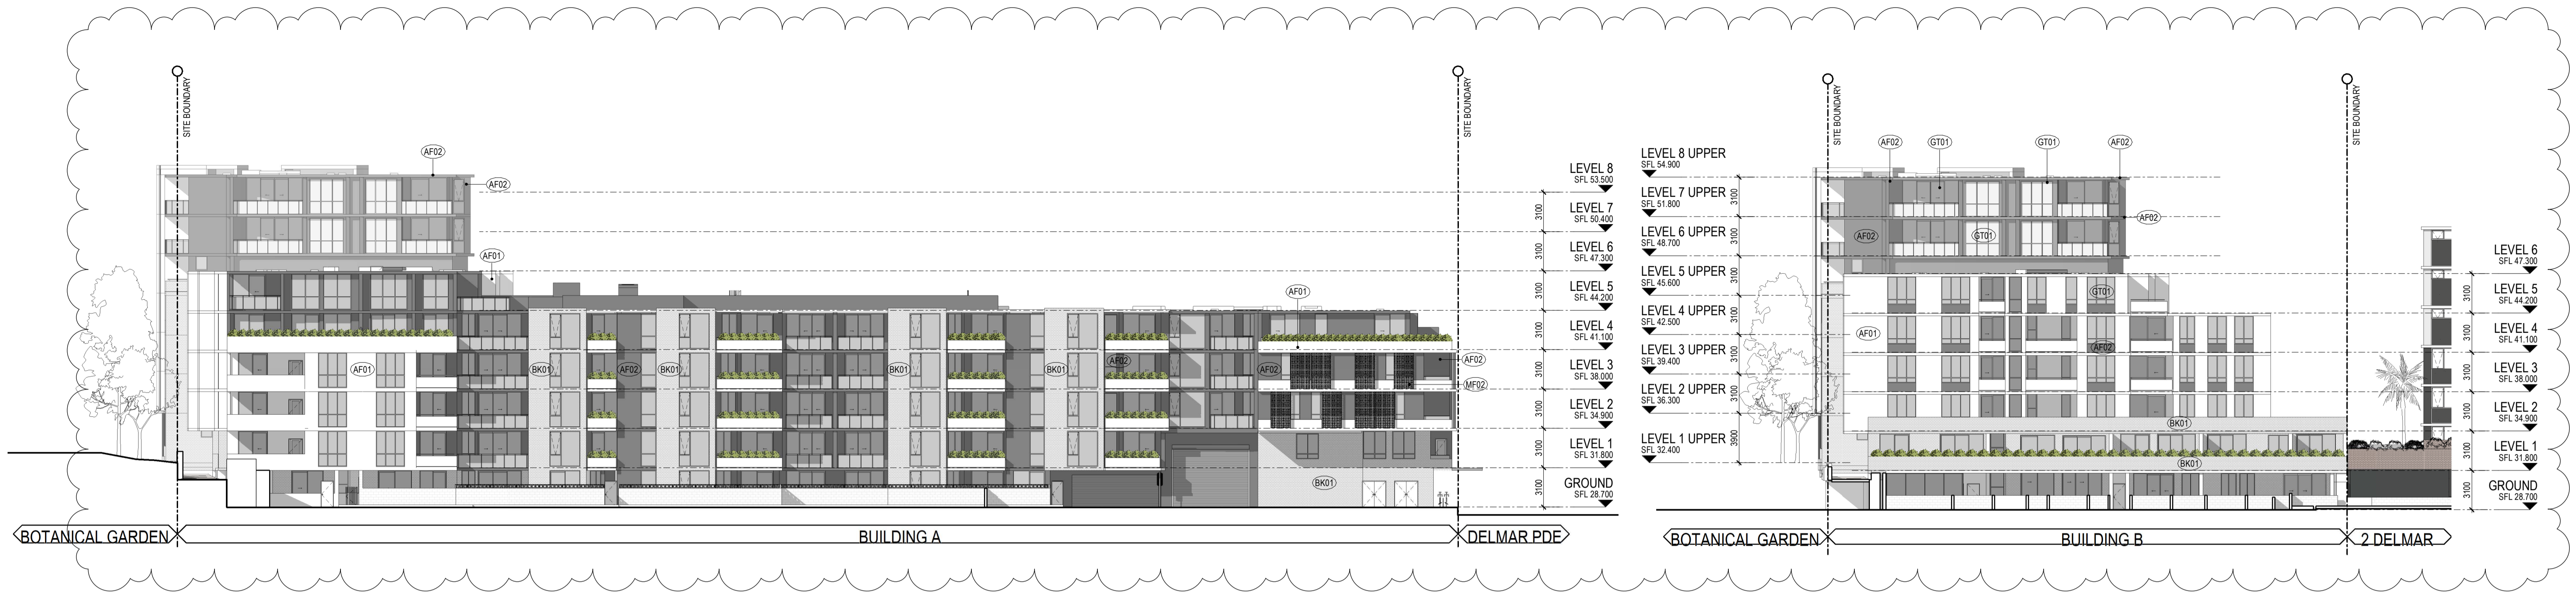 SITE BOUNDARY
AF02
AF02
AF01
AF01
BK01
AF02
BK01
BK01
BK01
AF02
AF01
AF02
AF02
MF02
BK01
SITE BOUNDARY
LEVEL 8
SFL 53.500
3100
LEVEL 7
SFL 50.400
3100
LEVEL 6
SFL 47.300
3100
LEVEL 5
SFL 44.200
3100
LEVEL 4
SFL 41.100
3100
LEVEL 3
SFL 38.000
3100
LEVEL 2
SFL 34.900
3100
LEVEL 1
SFL 31.800
3100
GROUND
SFL 28.700
BOTANICAL GARDEN
BUILDING A
DELMAR PDE
LEVEL 8 UPPER
SFL 54.900
3100
LEVEL 7 UPPER
SFL 51.800
3100
LEVEL 6 UPPER
SFL 48.700
3100
LEVEL 5 UPPER
SFL 45.600
3100
LEVEL 4 UPPER
SFL 42.500
3100
LEVEL 3 UPPER
SFL 39.400
3100
LEVEL 2 UPPER
SFL 36.300
3900
LEVEL 1 UPPER
SFL 32.400
SITE BOUNDARY
AF02
GT01
GT01
AF02
AF02
AF02
GT01
GT01
AF01
AF02
BK01
BK01
SITE BOUNDARY
LEVEL 6
SFL 47.300
3100
LEVEL 5
SFL 44.200
3100
LEVEL 4
SFL 41.100
3100
LEVEL 3
SFL 38.000
3100
LEVEL 2
SFL 34.900
3100
LEVEL 1
SFL 31.800
3100
GROUND
SFL 28.700
BOTANICAL GARDEN
BUILDING B
2 DELMAR